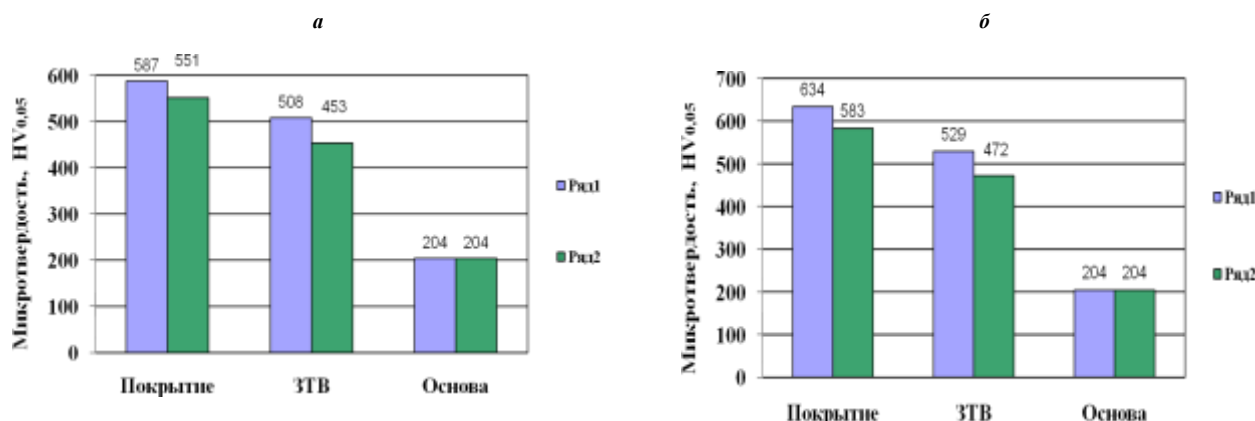 а
Микротвердость, HV0,05
600
500
400
300
200
100
0
587
551
508
453
204
204
Покрытие
ЗТВ
Основа
Ряд1
Ряд2
б
Микротвердость, HV0,05
700
600
500
400
300
200
100
0
634
583
529
472
204
204
Покрытие
ЗТВ
Основа
Ряд1
Ряд2